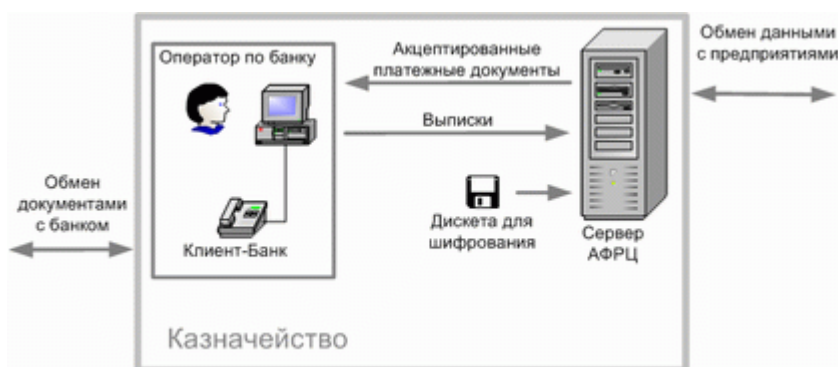 Оператор по банку
Акцептированные
платежные документы
Обмен данными
с предприятиями
Выписки
Обмен
документами
с банком
Клиент-Банк
Дискета для
шифрования
Сервер
АФРЦ
Казначейство